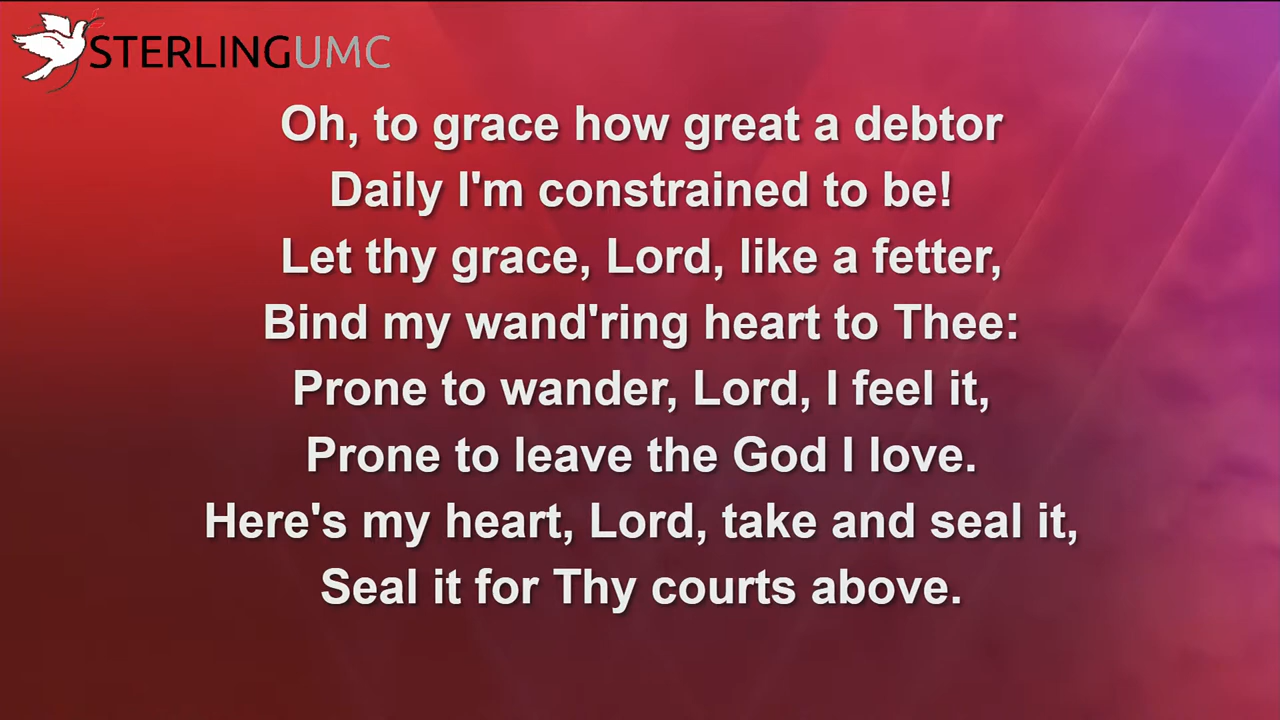 STERLINGUMC
Oh, to grace how great a debtor
Daily I'm constrained to be!
Let thy grace, Lord, like a fetter,
Bind my wand'ring heart to Thee:
Prone to wander, Lord, I feel it,
Prone to leave the God I love.
Here's my heart, Lord, take and seal it,
Seal it for Thy courts above.